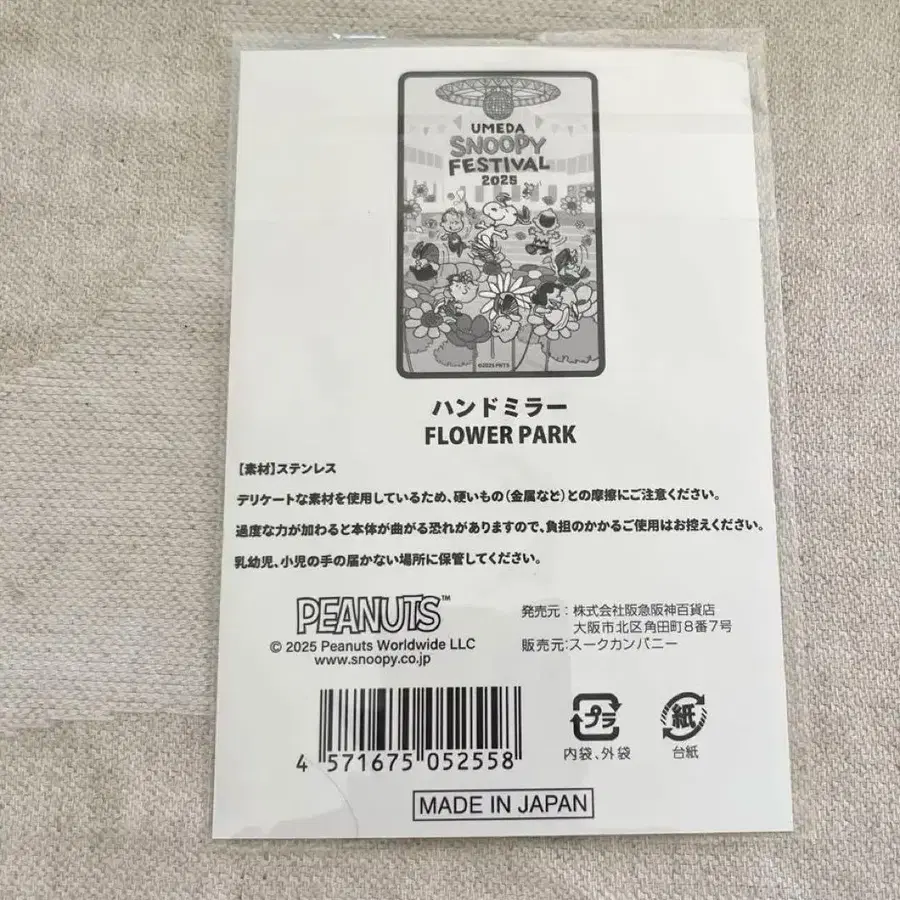 UMEDA
SNOOPY
FESTIVAL
2025
©2025 PNTS
ハンドミラー
FLOWER PARK
【素材】ステンレス
デリケートな素材を使用しているため、硬いもの(金属など)との摩擦にご注意ください。
過度な力が加わると本体が曲がる恐れがありますので、負担のかかるご使用はお控えください。
乳幼児、小児の手の届かない場所に保管してください。
PEANUTS™
© 2025 Peanuts Worldwide LLC
www.snoopy.co.jp
発売元:株式会社阪急阪神百貨店
大阪市北区角田町8番7号
販売元:スークカンパニー
プラ
内袋、外袋
紙
台紙
4 571675 052558
MADE IN JAPAN